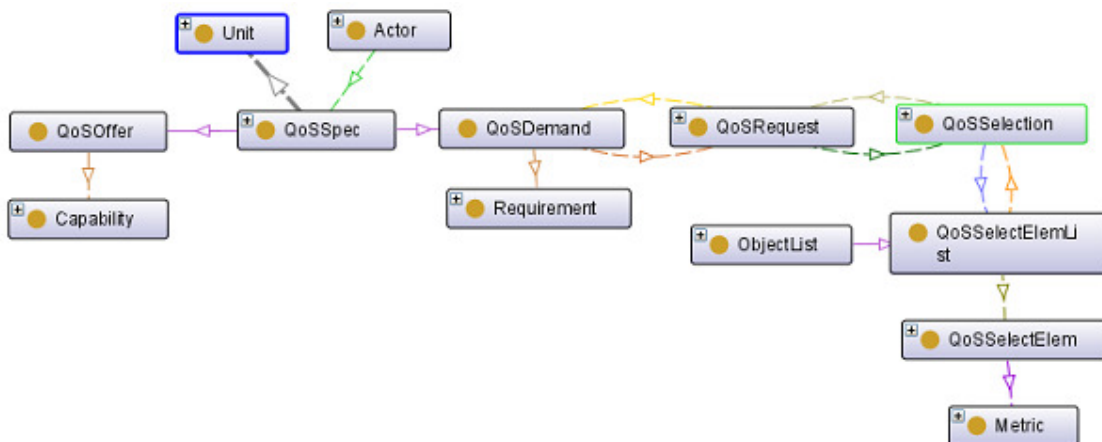 Unit
Actor
QoSOffer
QoSSpec
QoSDemand
QoSRequest
QoSSelection
Capability
Requirement
ObjectList
QoSSelectElemLi
st
QoSSelectElem
Metric